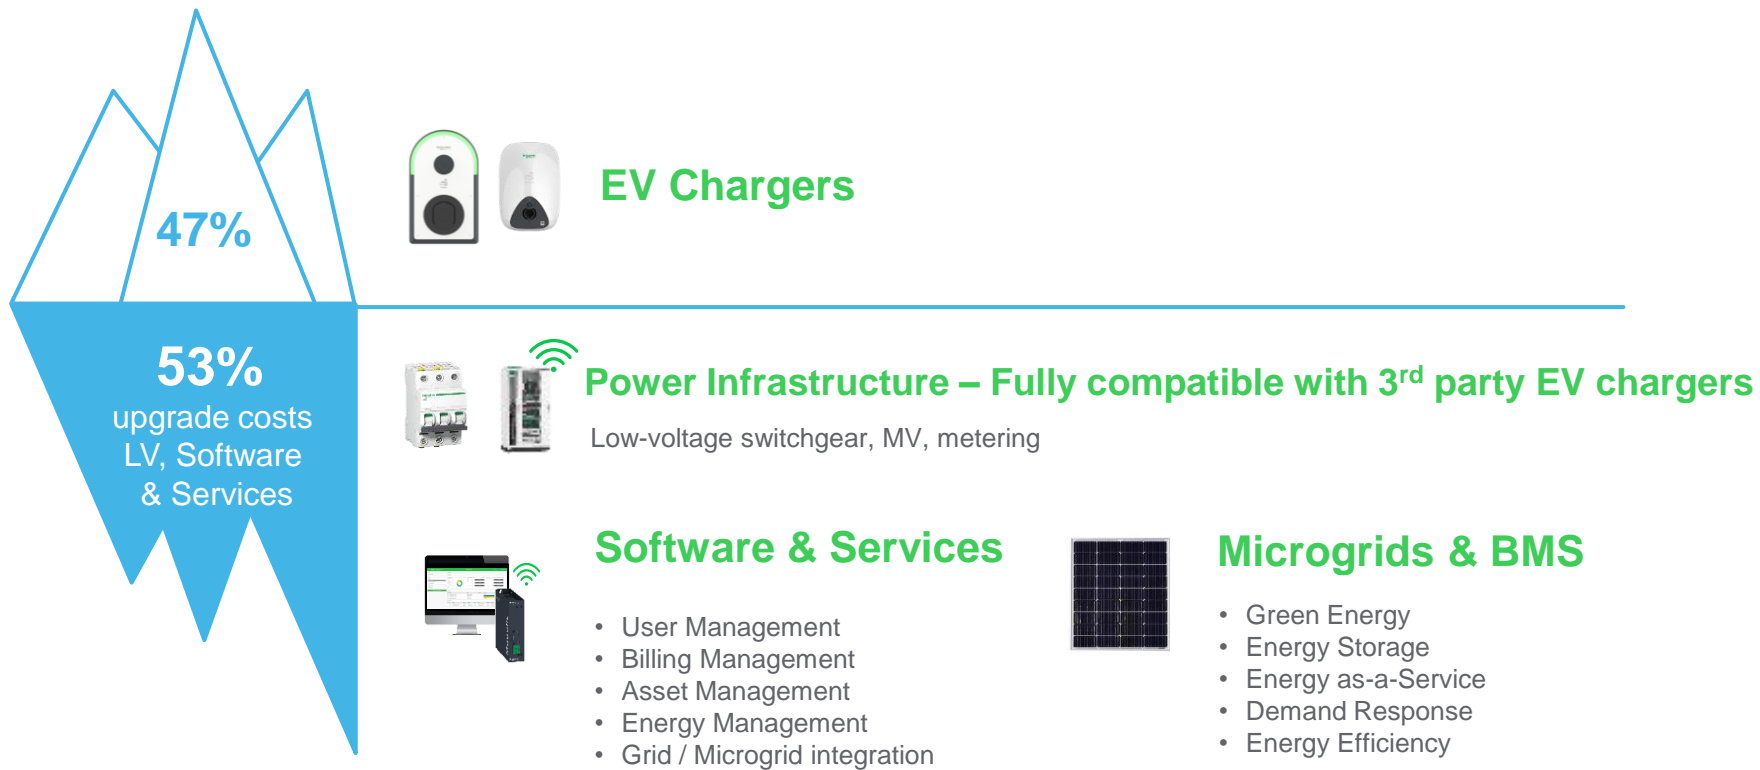 47%
EV Chargers
53%
upgrade costs
LV, Software
& Services
Power Infrastructure – Fully compatible with 3rd party EV chargers
Low-voltage switchgear, MV, metering
Software & Services
• User Management
• Billing Management
• Asset Management
• Energy Management
• Grid / Microgrid integration
Microgrids & BMS
• Green Energy
• Energy Storage
• Energy as-a-Service
• Demand Response
• Energy Efficiency